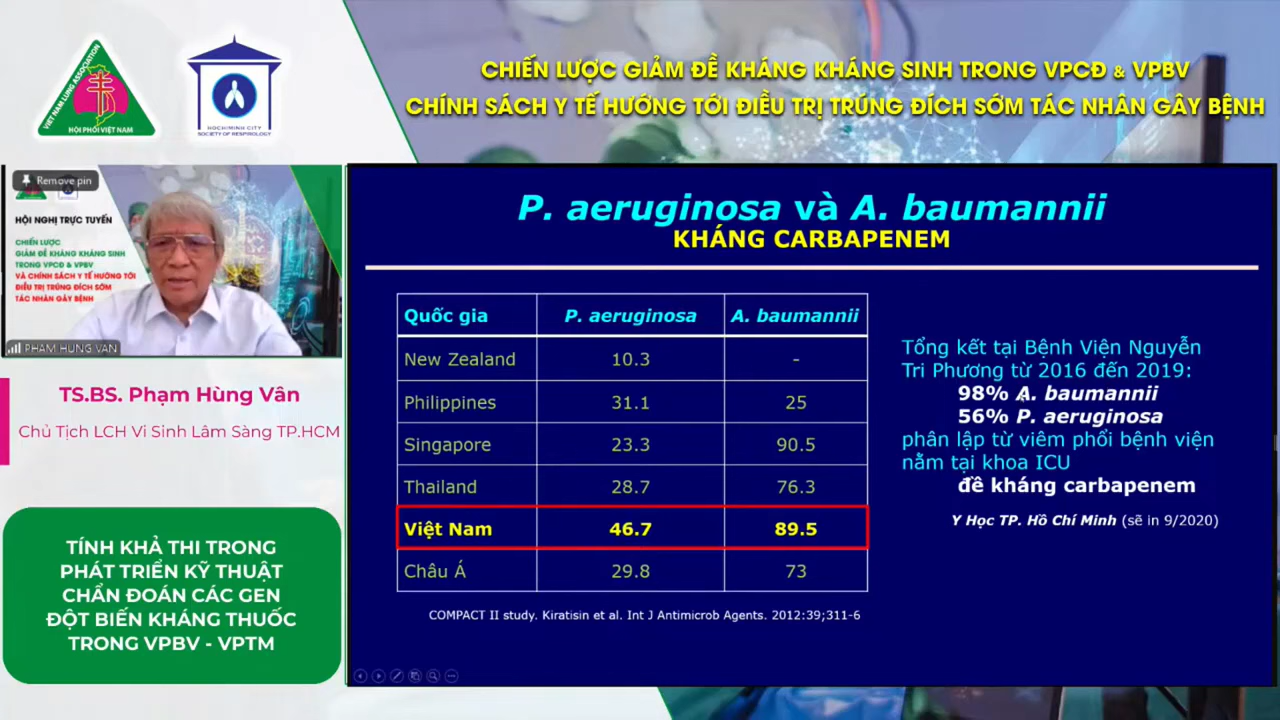 VIET NAM LUNG ASSOCIATION
HỘI PHỔI VIỆT NAM
HOCHIMINH CITY
SOCIETY OF RESPIROLOGY
CHIẾN LƯỢC GIẢM ĐỀ KHÁNG KHÁNG SINH TRONG VPCĐ & VPBV
CHÍNH SÁCH Y TẾ HƯỚNG TỚI ĐIỀU TRỊ TRÚNG ĐÍCH SỚM TÁC NHÂN GÂY BỆNH
Remove pin
HỘI NGHỊ TRỰC TUYẾN
CHIẾN LƯỢC
GIẢM ĐỀ KHÁNG KHÁNG SINH
TRONG VPCĐ & VPBV
VÀ CHÍNH SÁCH Y TẾ HƯỚNG TỚI
ĐIỀU TRỊ TRÚNG ĐÍCH SỚM
TÁC NHÂN GÂY BỆNH
PHAM HUNG VAN
TS.BS. Phạm Hùng Vân
Chủ Tịch LCH Vi Sinh Lâm Sàng TP.HCM
TÍNH KHẢ THI TRONG
PHÁT TRIỂN KỸ THUẬT
CHẨN ĐOÁN CÁC GEN
ĐỘT BIẾN KHÁNG THUỐC
TRONG VPBV - VPTM
P. aeruginosa và A. baumannii
KHÁNG CARBAPENEM
Quốc gia P. aeruginosa A. baumannii
New Zealand 10.3 -
Philippines 31.1 25
Singapore 23.3 90.5
Thailand 28.7 76.3
Việt Nam 46.7 89.5
Châu Á 29.8 73
COMPACT II study. Kiratisin et al. Int J Antimicrob Agents. 2012:39;311-6
Tổng kết tại Bệnh Viện Nguyễn
Tri Phương từ 2016 đến 2019:
98% A. baumannii
56% P. aeruginosa
phân lập từ viêm phổi bệnh viện
nằm tại khoa ICU
đề kháng carbapenem
Y Học TP. Hồ Chí Minh (sẽ in 9/2020)